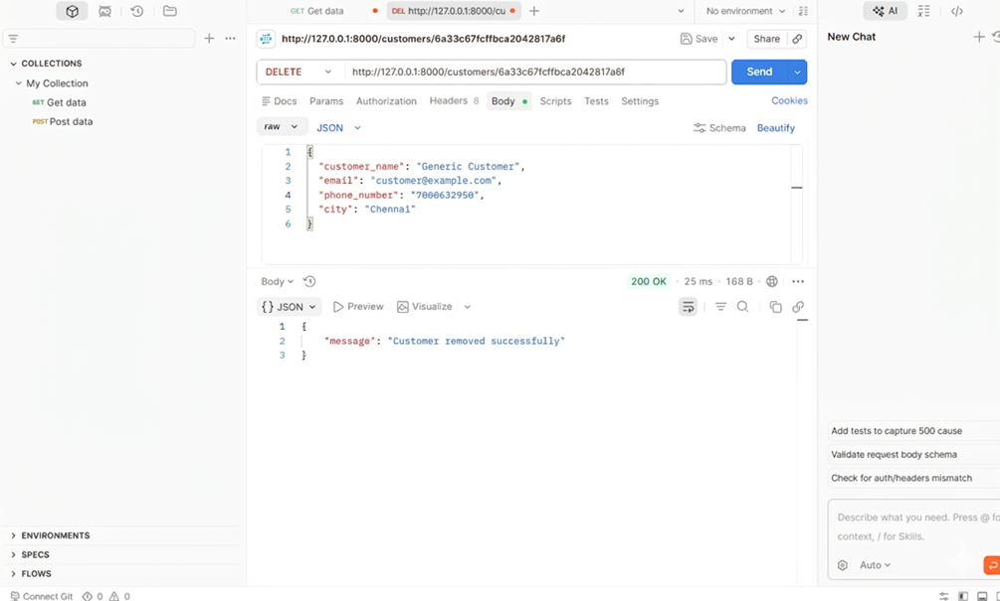 GET Get data
DEL http://127.0.0.1:8000/cu
No environment
AI
http://127.0.0.1:8000/customers/6a33c67fcffbca2042817a6f
Save
Share
New Chat
COLLECTIONS
My Collection
GET Get data
POST Post data
DELETE
http://127.0.0.1:8000/customers/6a33c67fcffbca2042817a6f
Send
Docs Params Authorization Headers 8 Body Scripts Tests Settings Cookies
raw JSON Schema Beautify
1 {
2 "customer_name": "Generic Customer",
3 "email": "customer@example.com",
4 "phone_number": "7000632950",
5 "city": "Chennai"
6 }
Body 200 OK 25 ms 168 B
{} JSON Preview Visualize
1 {
2 "message": "Customer removed successfully"
3 }
Add tests to capture 500 cause
Validate request body schema
Check for auth/headers mismatch
Describe what you need. Press @ fo
context, / for Skills.
Auto
ENVIRONMENTS
SPECS
FLOWS
Connect Git 0 0